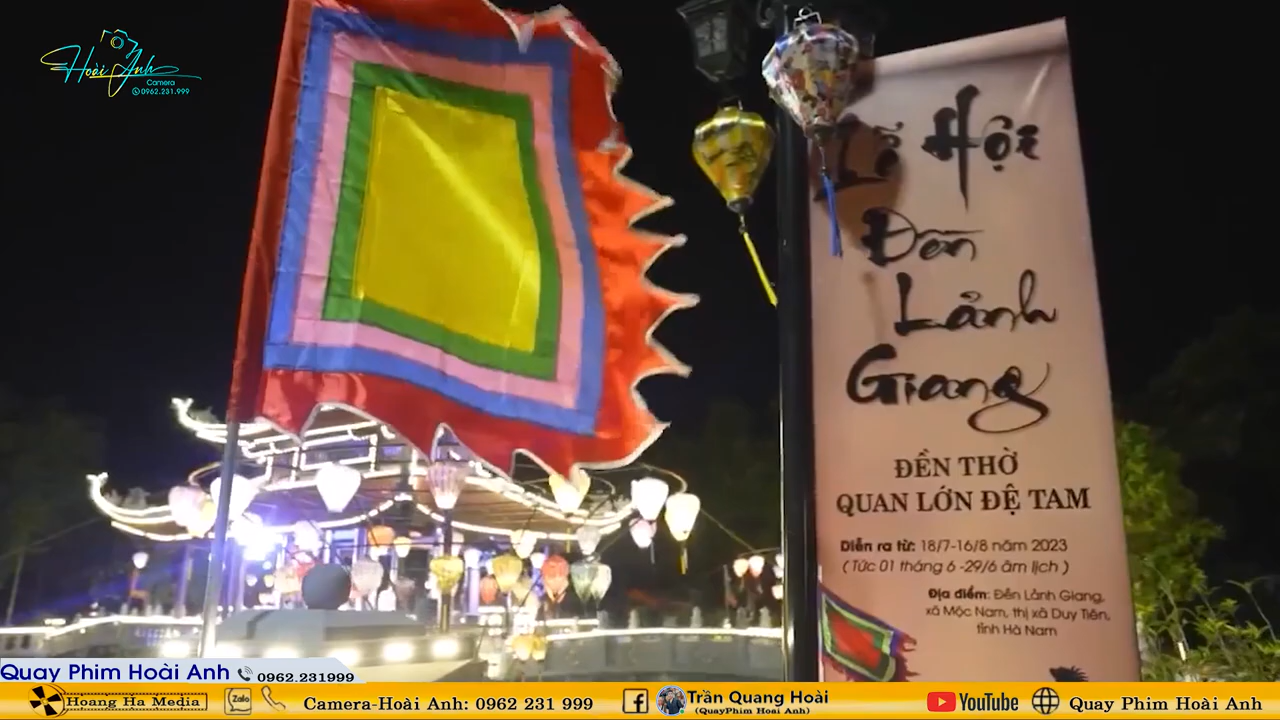 Hoài Anh
Camera
0962.231.999
Lễ Hội
Đền
Lảnh
Giang
ĐỀN THỜ
QUAN LỚN ĐỆ TAM
Diễn ra từ: 18/7-16/8 năm 2023
( Tức 01 tháng 6 -29/6 âm lịch )
Địa điểm: Đền Lảnh Giang,
xã Mộc Nam, thị xã Duy Tiên,
tỉnh Hà Nam
Quay Phim Hoài Anh 0962.231999
Hoang Ha Media
Zalo
Camera-Hoài Anh: 0962 231 999
Trần Quang Hoài
(QuayPhim Hoai Anh)
YouTube
Quay Phim Hoài Anh